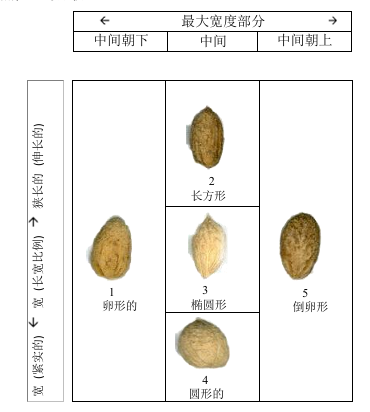 ← 最大宽度部分 →
中间朝下 中间 中间朝上
宽 (紧实的) ← 宽 (长宽比例) → 狭长的 (伸长的)
2
长方形
1
卵形的
3
椭圆形
5
倒卵形
4
圆形的